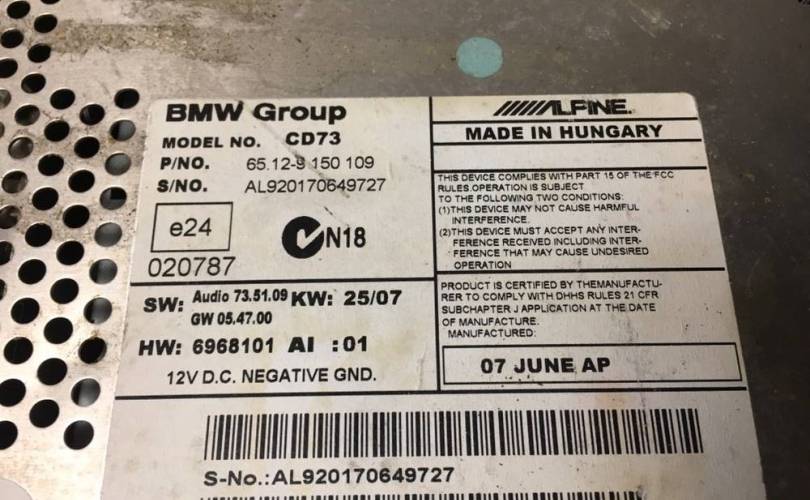 BMW Group
MODEL NO. CD73
P/NO. 65.12-9 150 109
S/NO. AL920170649727
e24
N18
020787
SW: Audio 73.51.09 KW: 25/07
GW 05.47.00
HW: 6968101 AI :01
12V D.C. NEGATIVE GND.
ALPINE.
MADE IN HUNGARY
THIS DEVICE COMPLIES WITH PART 15 OF THE FCC
RULES.OPERATION IS SUBJECT
TO THE FOLLOWING TWO CONDITIONS:
(1)THIS DEVICE MAY NOT CAUSE HARMFUL
INTERFERENCE.
(2)THIS DEVICE MUST ACCEPT ANY INTER-
FERENCE RECEIVED INCLUDING INTER-
FERENCE THAT MAY CAUSE UNDESIRED
OPERATION
PRODUCT IS CERTIFIED BY THEMANUFACTU-
RER TO COMPLY WITH DHHS RULES 21 CFR
SUBCHAPTER J APPLICATION AT THE DATE
OF MANUFACTURE.
MANUFACTURED:
07 JUNE AP
S-No.:AL920170649727